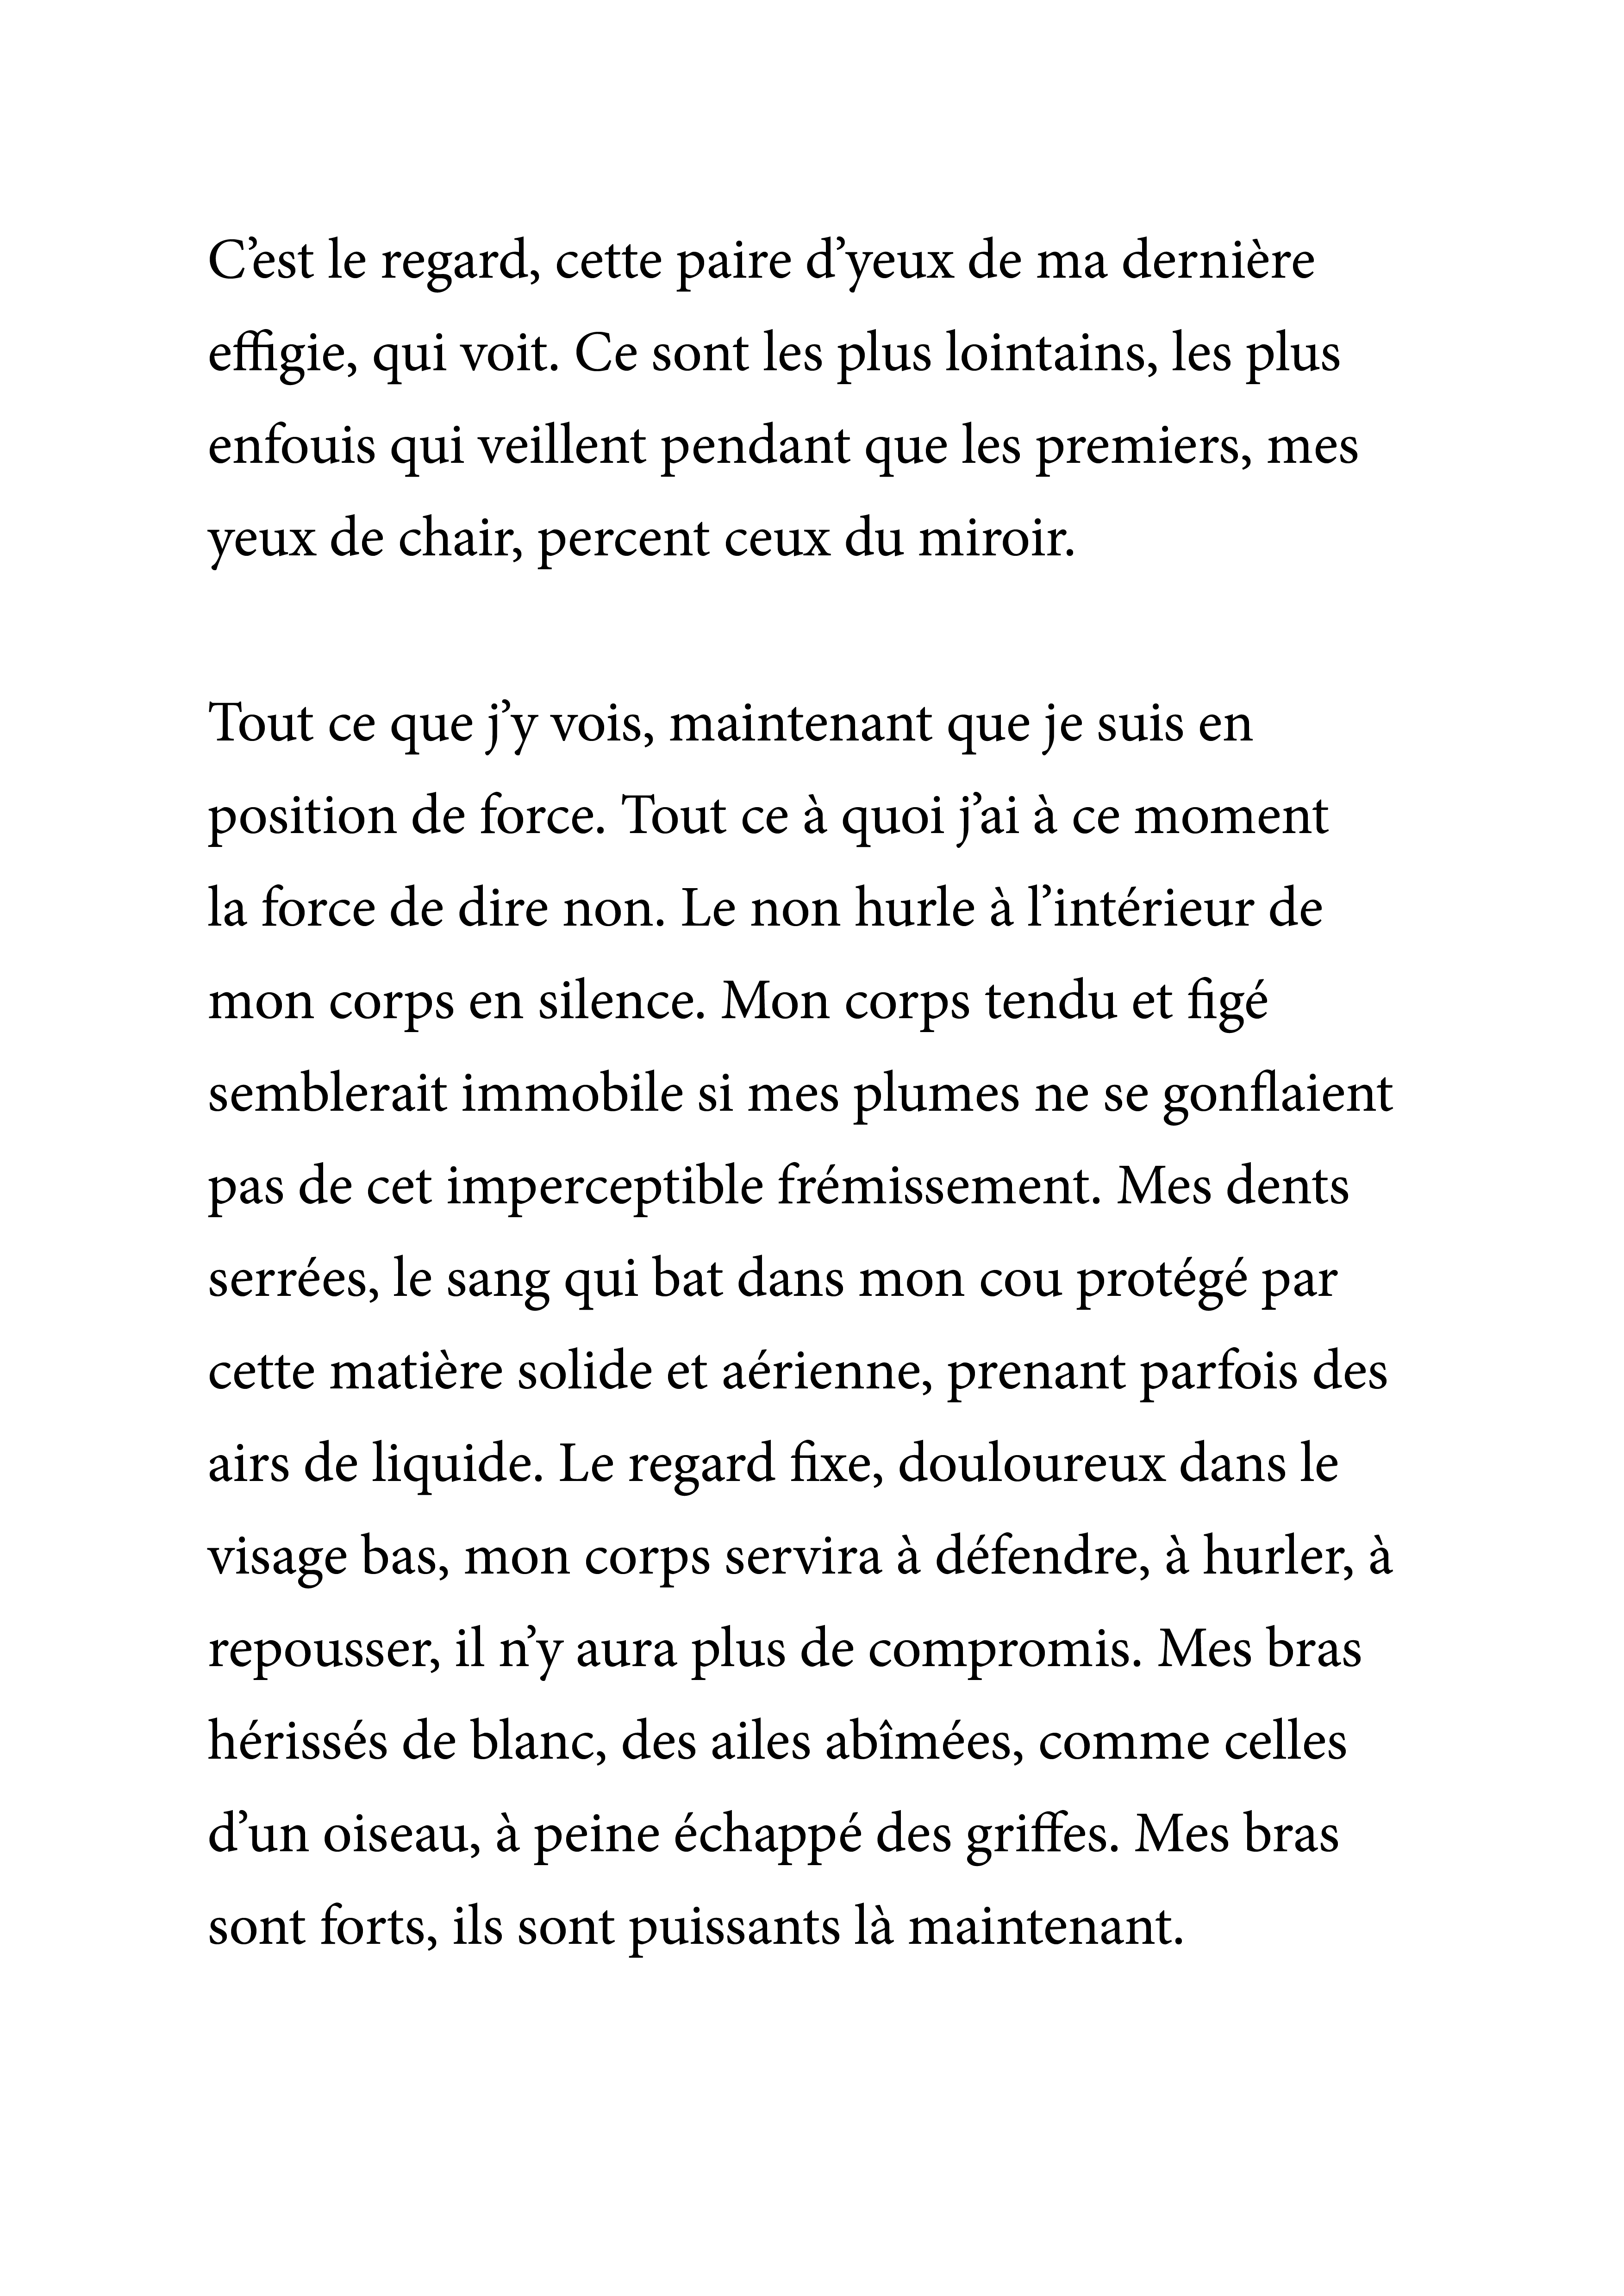 C’est le regard, cette paire d’yeux de ma dernière
effigie, qui voit. Ce sont les plus lointains, les plus
enfouis qui veillent pendant que les premiers, mes
yeux de chair, percent ceux du miroir.
Tout ce que j’y vois, maintenant que je suis en
position de force. Tout ce à quoi j’ai à ce moment
la force de dire non. Le non hurle à l’intérieur de
mon corps en silence. Mon corps tendu et figé
semblerait immobile si mes plumes ne se gonflaient
pas de cet imperceptible frémissement. Mes dents
serrées, le sang qui bat dans mon cou protégé par
cette matière solide et aérienne, prenant parfois des
airs de liquide. Le regard fixe, douloureux dans le
visage bas, mon corps servira à défendre, à hurler, à
repousser, il n’y aura plus de compromis. Mes bras
hérissés de blanc, des ailes abîmées, comme celles
d’un oiseau, à peine échappé des griffes. Mes bras
sont forts, ils sont puissants là maintenant.